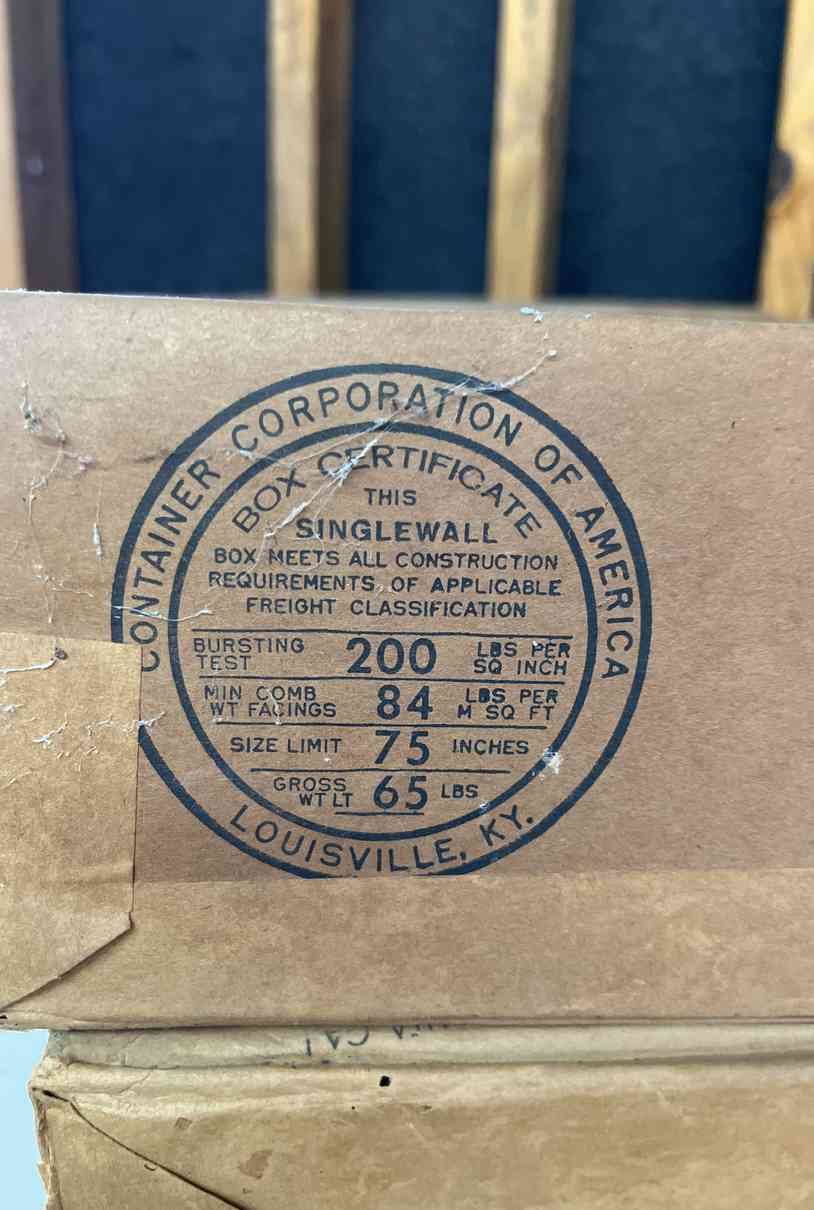 CONTAINER CORPORATION OF AMERICA
BOX CERTIFICATE
THIS
SINGLEWALL
BOX MEETS ALL CONSTRUCTION
REQUIREMENTS OF APPLICABLE
FREIGHT CLASSIFICATION
BURSTING TEST 200 LBS PER SQ INCH
MIN COMB WT FACINGS 84 LBS PER M SQ FT
SIZE LIMIT 75 INCHES
GROSS WT LT 65 LBS
LOUISVILLE, KY.